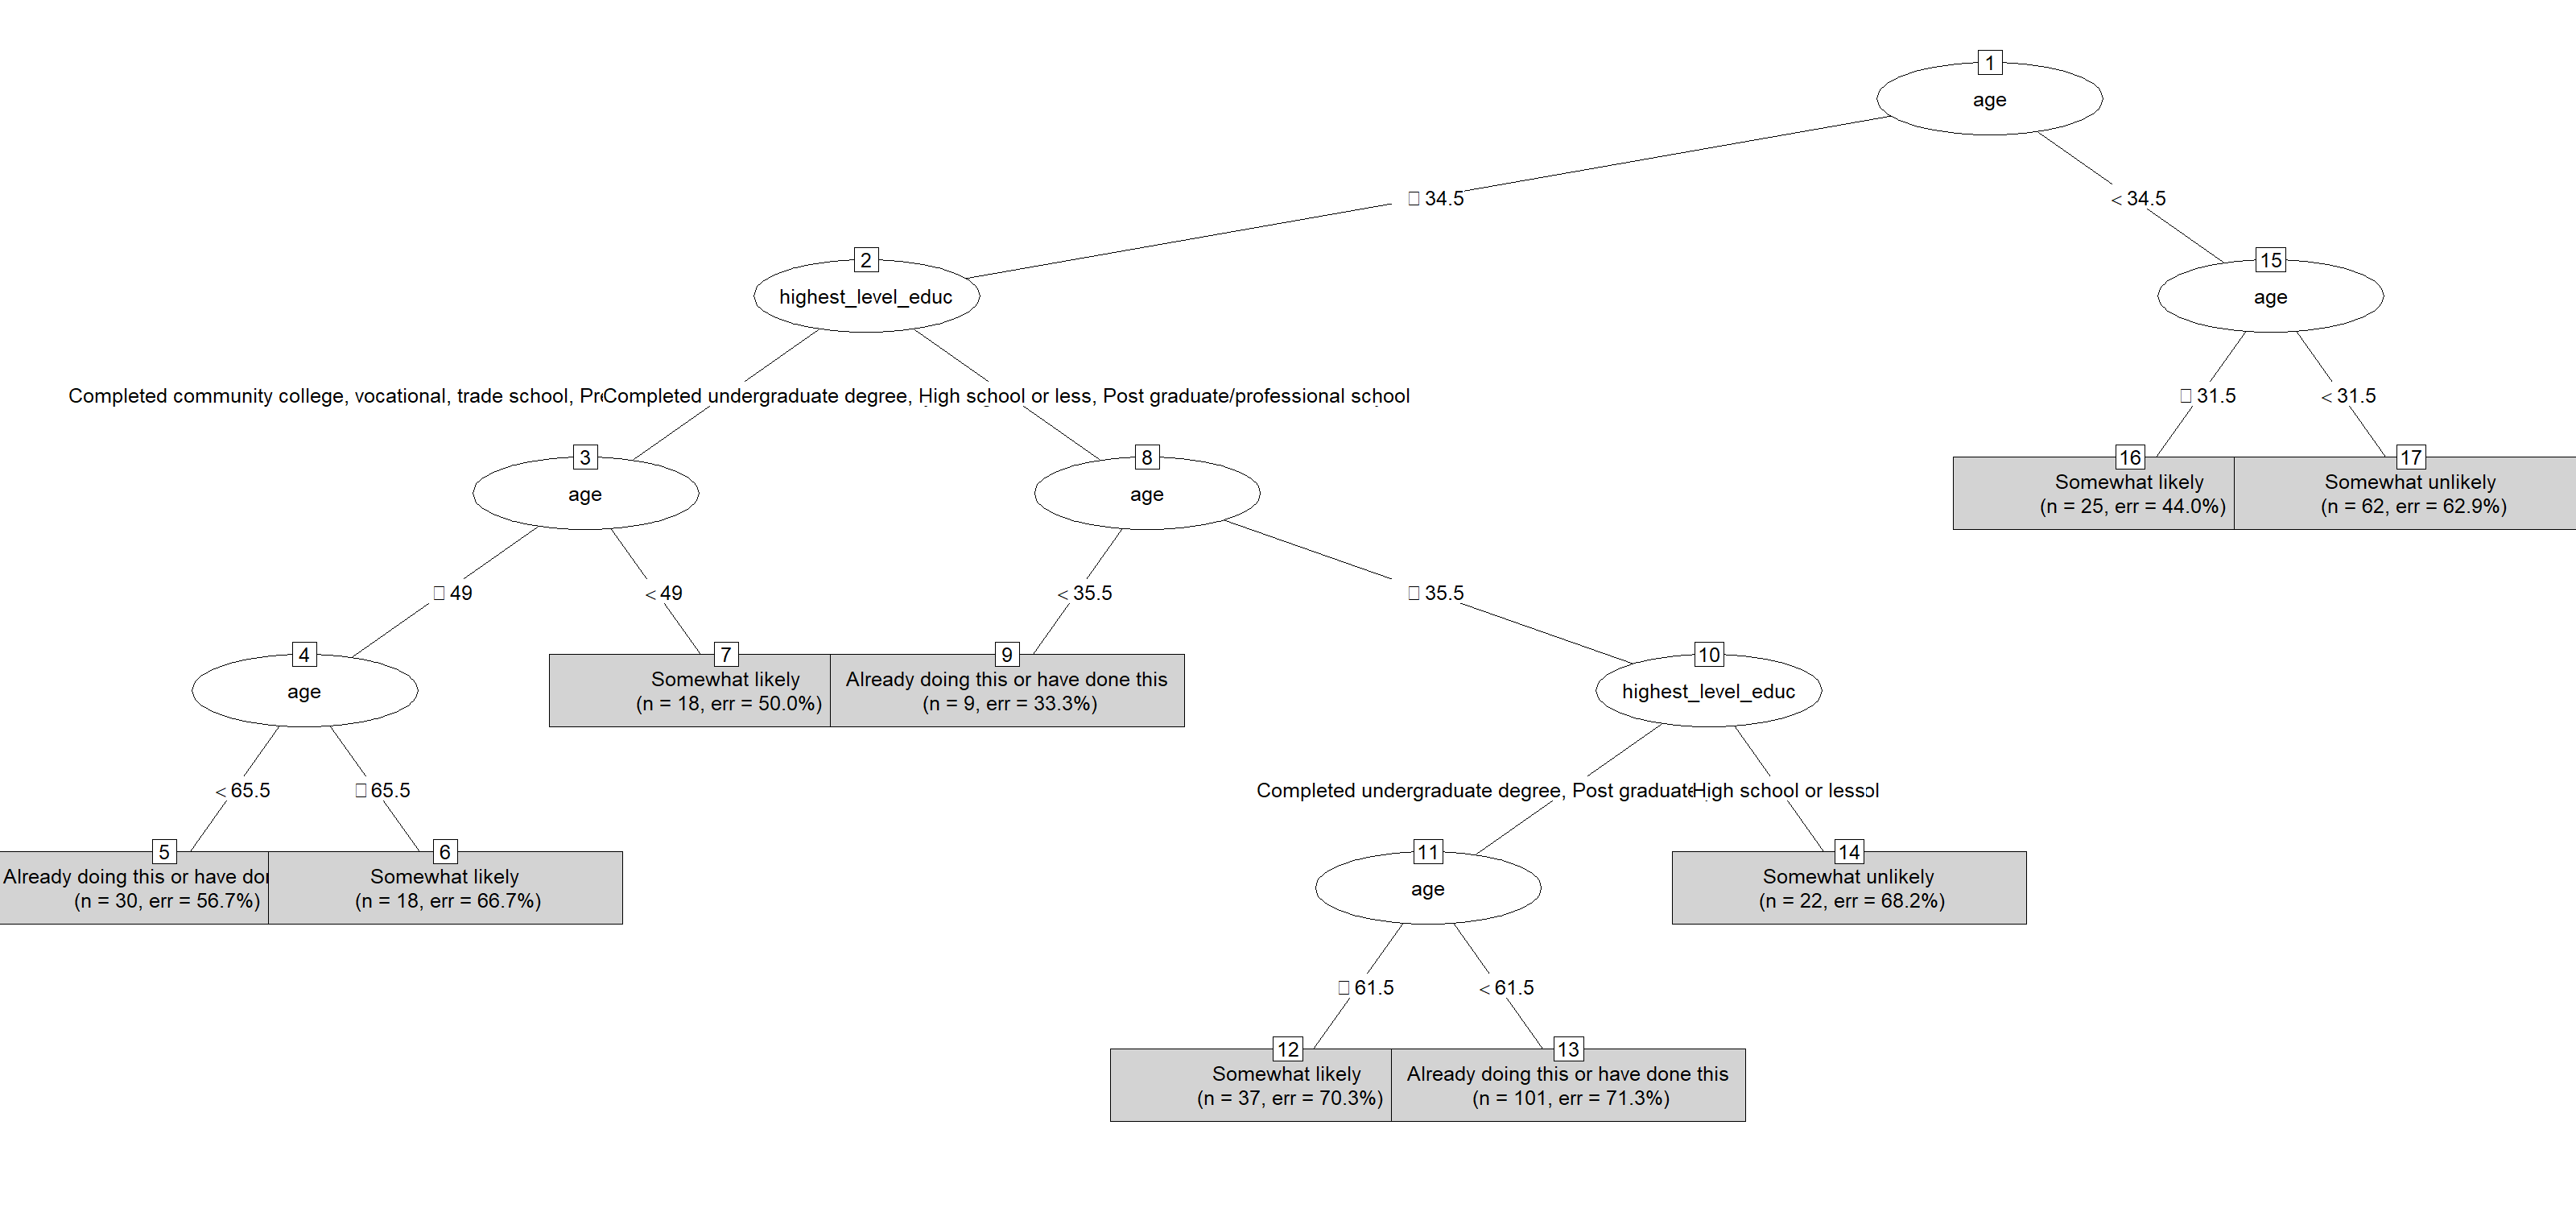 1
age
▯ 34.5
< 34.5
2
highest_level_educ
15
age
Completed community college, vocational, trade school,
Completed undergraduate degree, High school or less, Post graduate/professional school
▯ 31.5
< 31.5
3
age
8
age
16
Somewhat likely
(n = 25, err = 44.0%)
17
Somewhat unlikely
(n = 62, err = 62.9%)
▯ 49
< 49
< 35.5
▯ 35.5
4
age
7
Somewhat likely
(n = 18, err = 50.0%)
9
Already doing this or have done this
(n = 9, err = 33.3%)
10
highest_level_educ
< 65.5
▯ 65.5
Completed undergraduate degree, Post
High school or less
5
Already doing this or have
(n = 30, err = 56.7%)
6
Somewhat likely
(n = 18, err = 66.7%)
11
age
14
Somewhat unlikely
(n = 22, err = 68.2%)
▯ 61.5
< 61.5
12
Somewhat likely
(n = 37, err = 70.3%)
13
Already doing this or have done this
(n = 101, err = 71.3%)